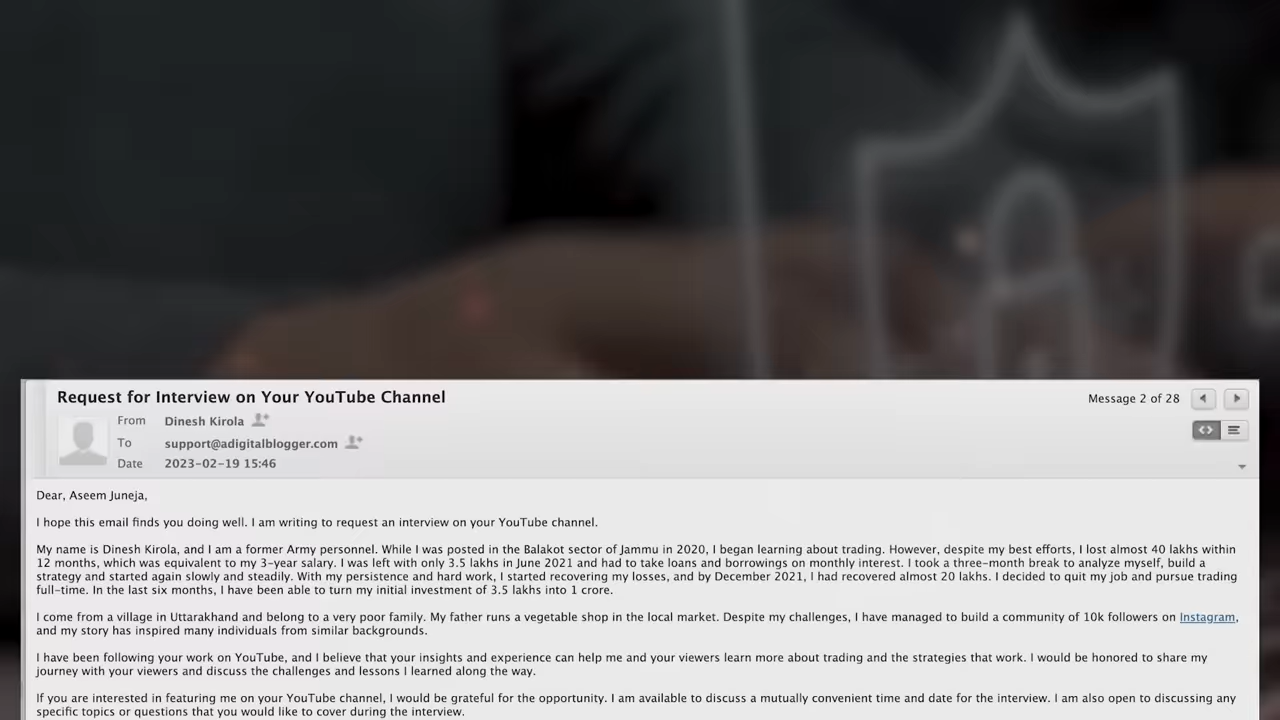 Request for Interview on Your YouTube Channel
Message 2 of 28
From Dinesh Kirola
To support@adigitalblogger.com
Date 2023-02-19 15:46
Dear, Aseem Juneja,
I hope this email finds you doing well. I am writing to request an interview on your YouTube channel.
My name is Dinesh Kirola, and I am a former Army personnel. While I was posted in the Balakot sector of Jammu in 2020, I began learning about trading. However, despite my best efforts, I lost almost 40 lakhs within
12 months, which was equivalent to my 3-year salary. I was left with only 3.5 lakhs in June 2021 and had to take loans and borrowings on monthly interest. I took a three-month break to analyze myself, build a
strategy and started again slowly and steadily. With my persistence and hard work, I started recovering my losses, and by December 2021, I had recovered almost 20 lakhs. I decided to quit my job and pursue trading
full-time. In the last six months, I have been able to turn my initial investment of 3.5 lakhs into 1 crore.
I come from a village in Uttarakhand and belong to a very poor family. My father runs a vegetable shop in the local market. Despite my challenges, I have managed to build a community of 10k followers on Instagram,
and my story has inspired many individuals from similar backgrounds.
I have been following your work on YouTube, and I believe that your insights and experience can help me and your viewers learn more about trading and the strategies that work. I would be honored to share my
journey with your viewers and discuss the challenges and lessons I learned along the way.
If you are interested in featuring me on your YouTube channel, I would be grateful for the opportunity. I am available to discuss a mutually convenient time and date for the interview. I am also open to discussing any
specific topics or questions that you would like to cover during the interview.